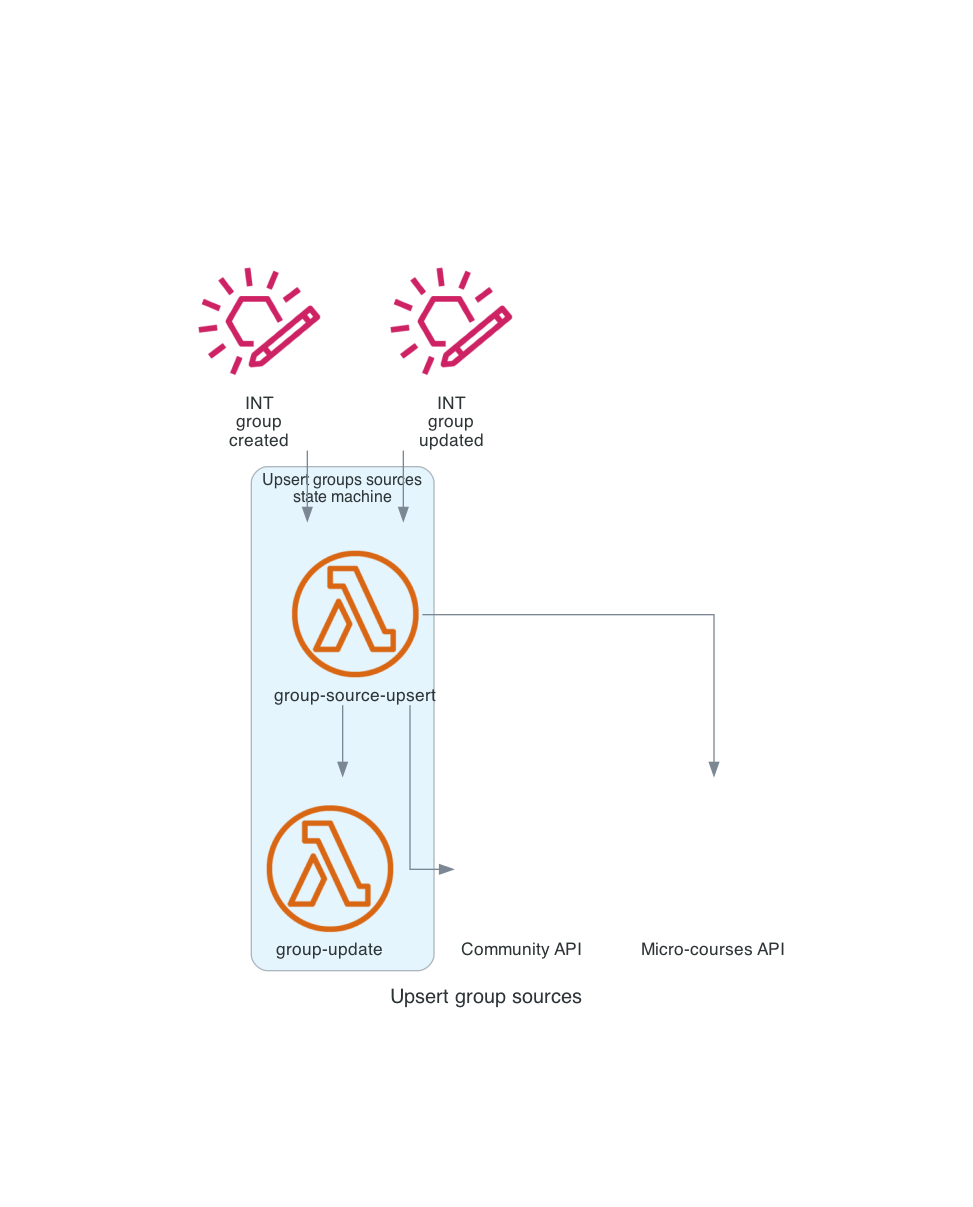 INT
group
created
INT
group
updated
Upsert groups sources
state machine
group-source-upsert
group-update
Community API
Micro-courses API
Upsert group sources